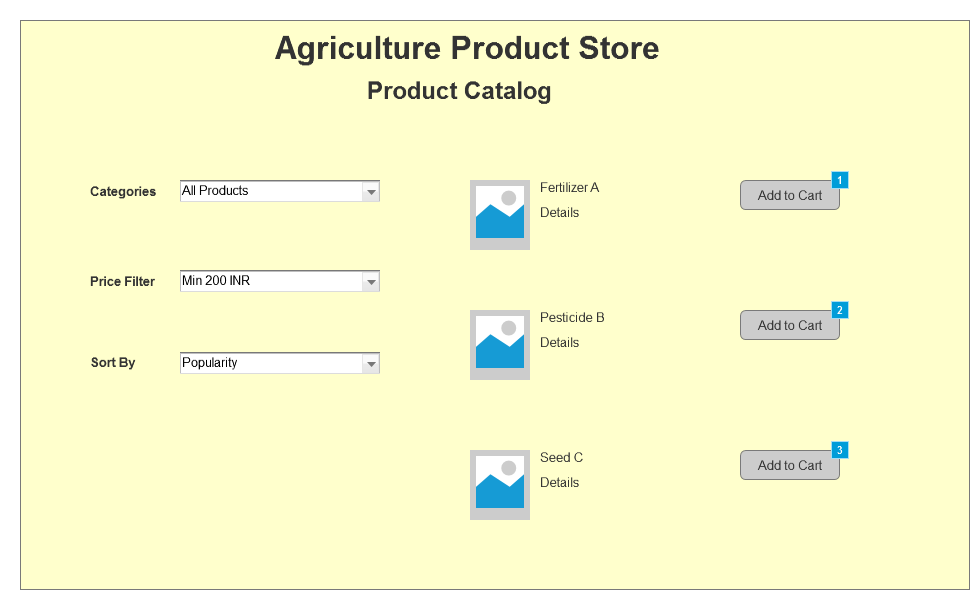 Agriculture Product Store
Product Catalog
Categories
All Products
Price Filter
Min 200 INR
Sort By
Popularity
Fertilizer A
Details
Add to Cart
1
Pesticide B
Details
Add to Cart
2
Seed C
Details
Add to Cart
3